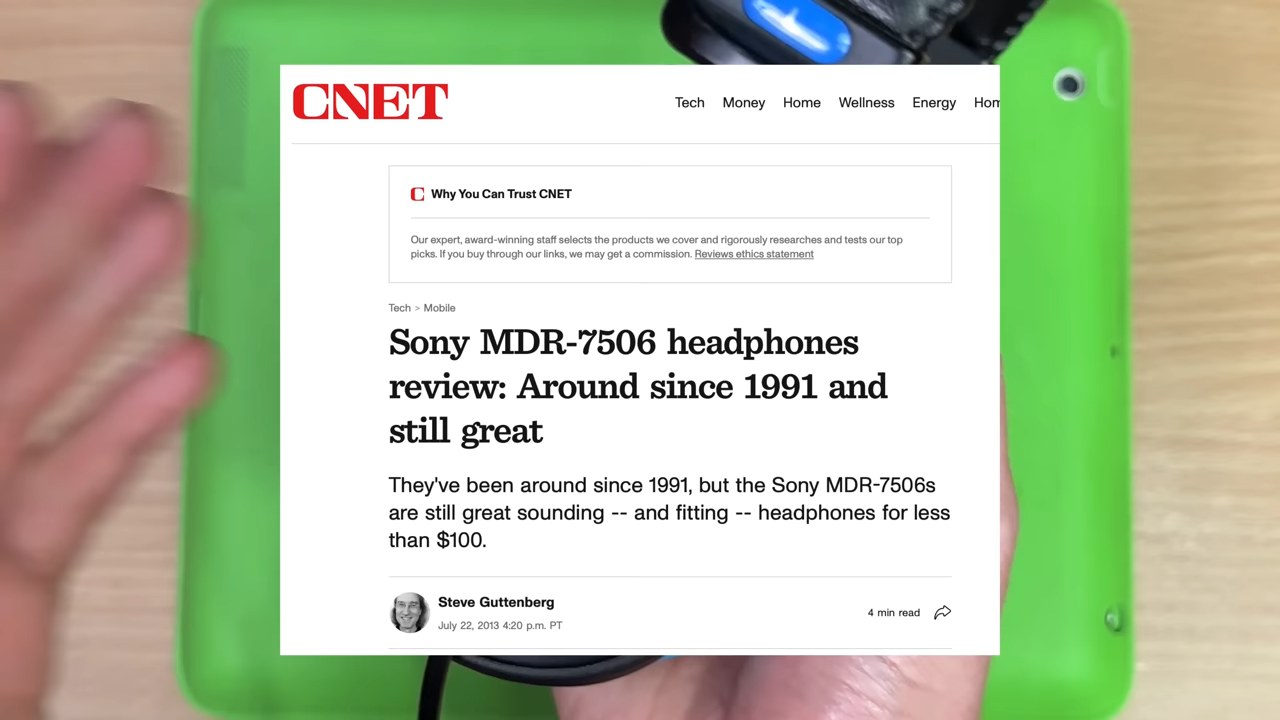 CNET
Tech Money Home Wellness Energy Hom
Why You Can Trust CNET
Our expert, award-winning staff selects the products we cover and rigorously researches and tests our top
picks. If you buy through our links, we may get a commission. Reviews ethics statement
Tech > Mobile
Sony MDR-7506 headphones
review: Around since 1991 and
still great
They've been around since 1991, but the Sony MDR-7506s
are still great sounding -- and fitting -- headphones for less
than $100.
Steve Guttenberg
July 22, 2013 4:20 p.m. PT
4 min read